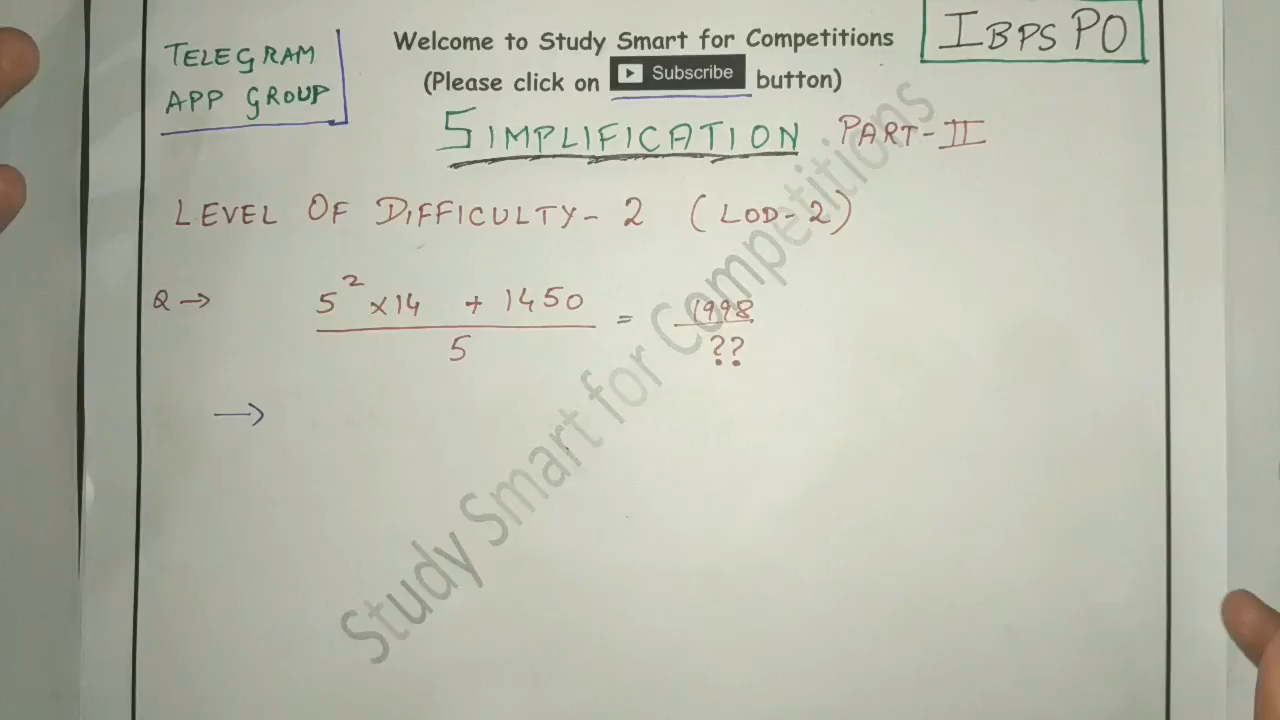 TELEGRAM
APP GROUP
Welcome to Study Smart for Competitions
(Please click on Subscribe button)
IBPS PO
SIMPLIFICATION PART-II
LEVEL OF DIFFICULTY- 2 (LOD-2)
Q → 5² ×14 + 1450 / 5 = 1998 / ??
→
Study Smart for Competitions